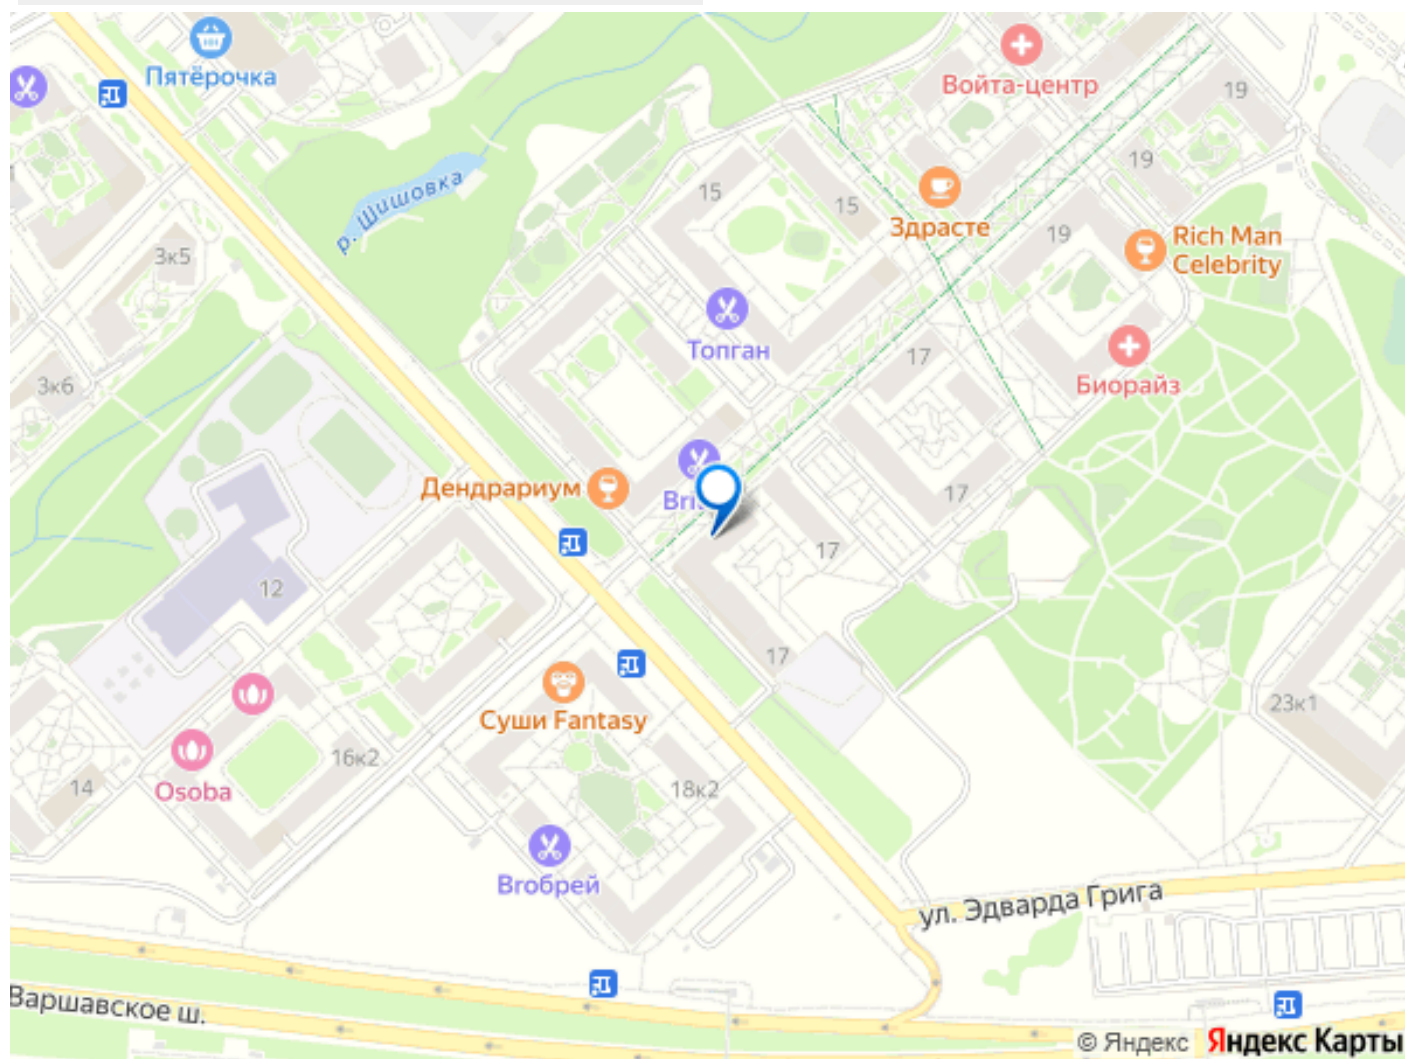 Пятёрочка
Войта-центр
19
19
р. Шишовка
15
15
Здрасте
19
Rich Man
Celebrity
3к5
Топган
17
3к6
Биорайз
Дендрариум
17
17
12
17
Суши Fantasy
23к1
16к2
14
Osoba
18к2
Вгобрей
ул. Эдварда Грига
Варшавское ш.
© Яндекс Яндекс Карты